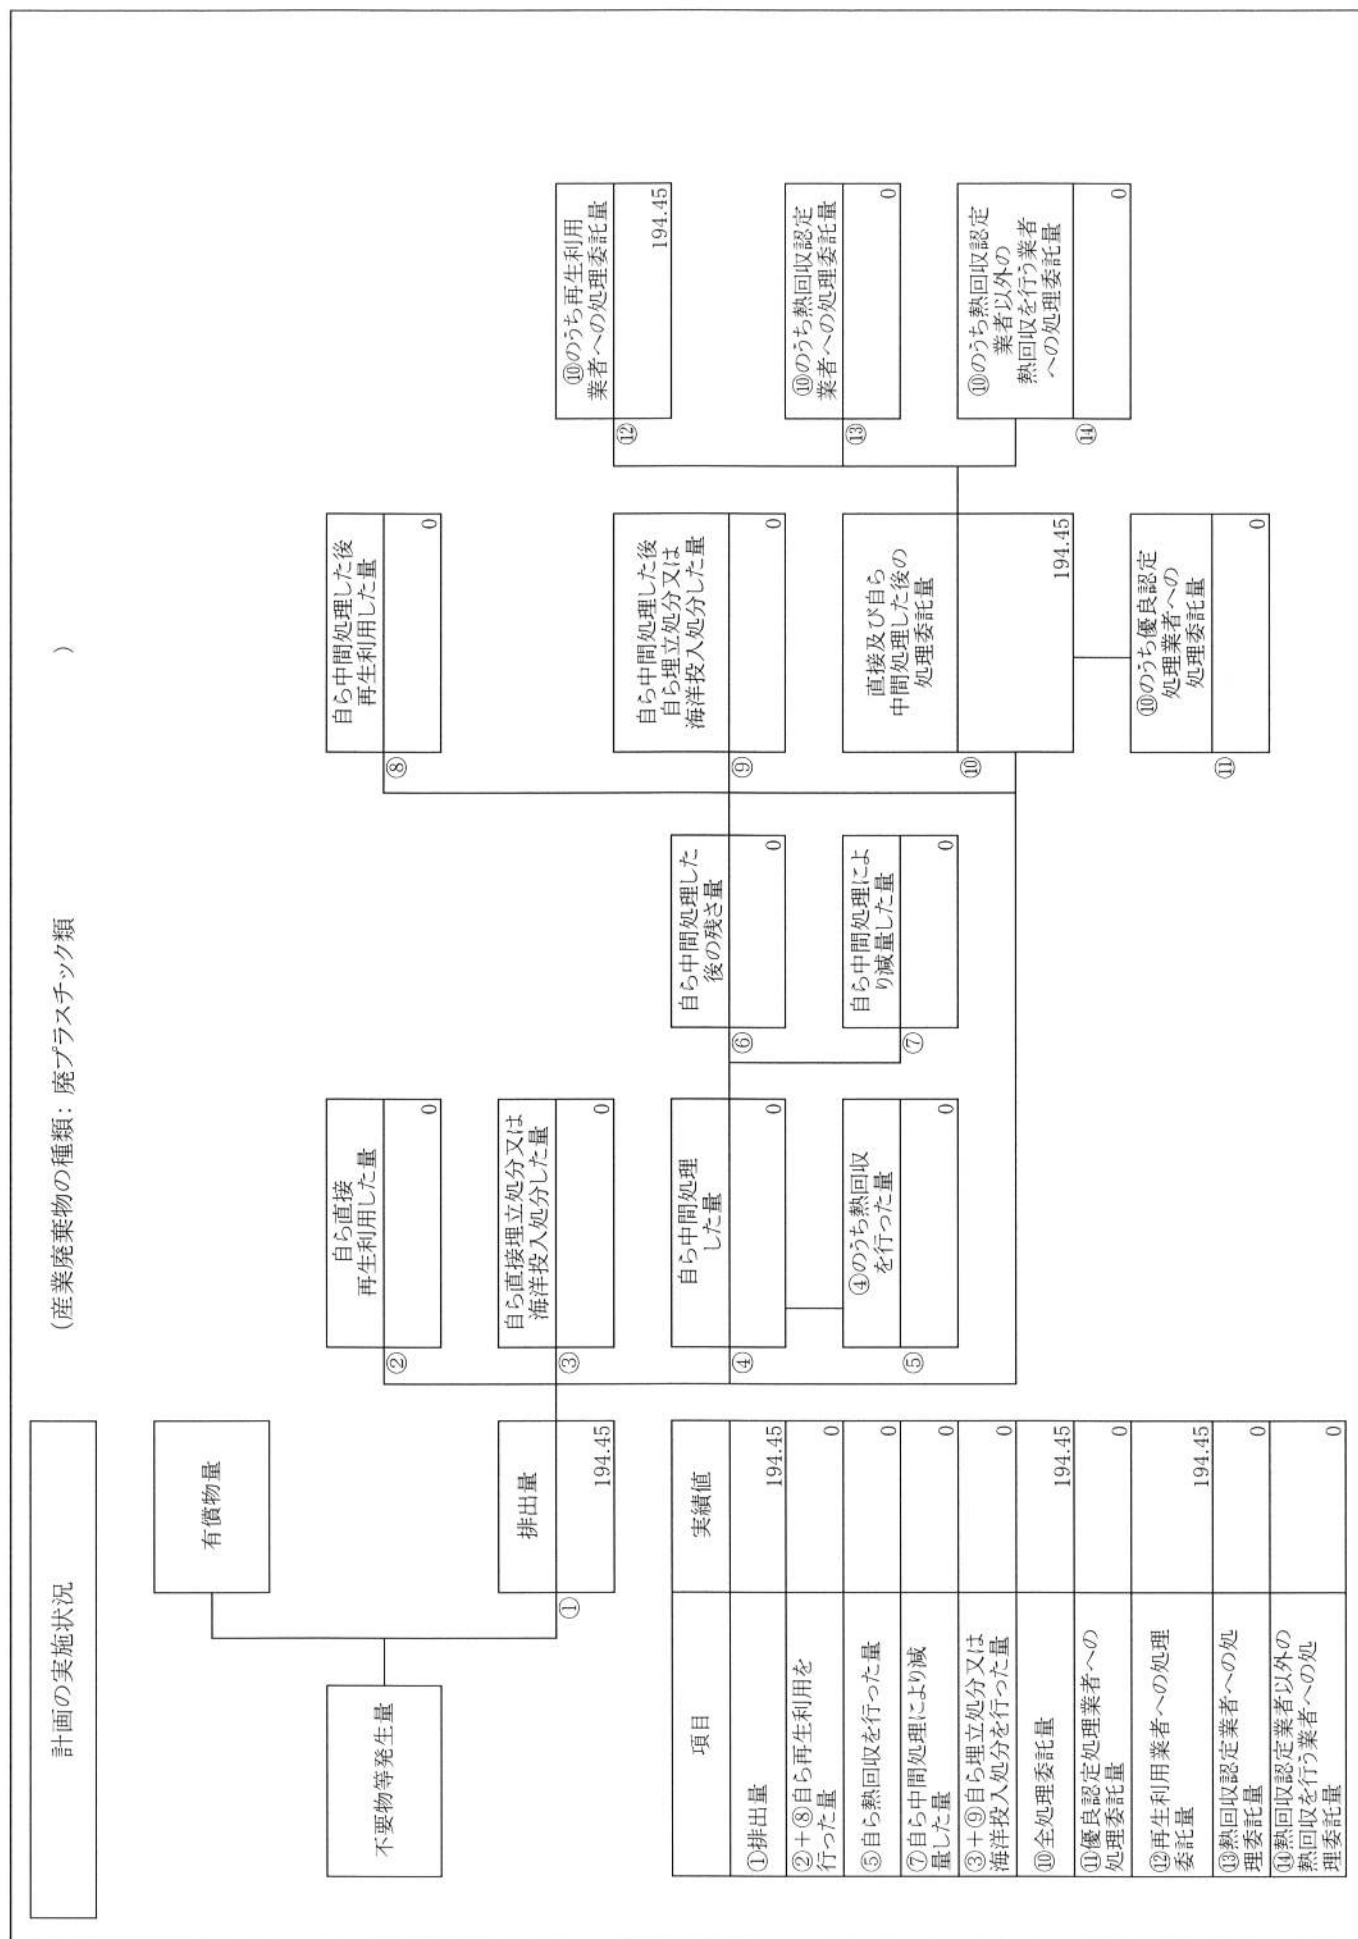 計画の実施状況
(産業廃棄物の種類：廃プラスチック類
)
不要物等発生量
有償物量
①
排出量
194.45
②
自ら直接
再生利用した量
0
③
自ら直接埋立処分又は
海洋投入処分した量
0
④
自ら中間処理
した量
0
⑤
④のうち熱回収
を行った量
0
⑥
自ら中間処理した
後の残さ量
0
⑦
自ら中間処理によ
り減量した量
0
⑧
自ら中間処理した後
再生利用した量
0
⑨
自ら中間処理した後
自ら埋立処分又は
海洋投入処分した量
0
⑩
直接及び自ら
中間処理した後の
処理委託量
194.45
⑪
⑩のうち優良認定
処理業者への
処理委託量
0
⑫
⑩のうち再生利用
業者への処理委託量
194.45
⑬
⑩のうち熱回収認定
業者への処理委託量
0
⑭
⑩のうち熱回収認定
業者以外の
熱回収を行う業者
への処理委託量
0
項目 実績値
①排出量 194.45
②＋⑧自ら再生利用を
行った量 0
⑤自ら熱回収を行った量 0
⑦自ら中間処理により減
量した量 0
③＋⑨自ら埋立処分又は
海洋投入処分を行った量 0
⑩全処理委託量 194.45
⑪優良認定処理業者への
処理委託量 0
⑫再生利用業者への処理
委託量 194.45
⑬熱回収認定業者への処
理委託量 0
⑭熱回収認定業者以外の
熱回収を行う業者への処
理委託量 0